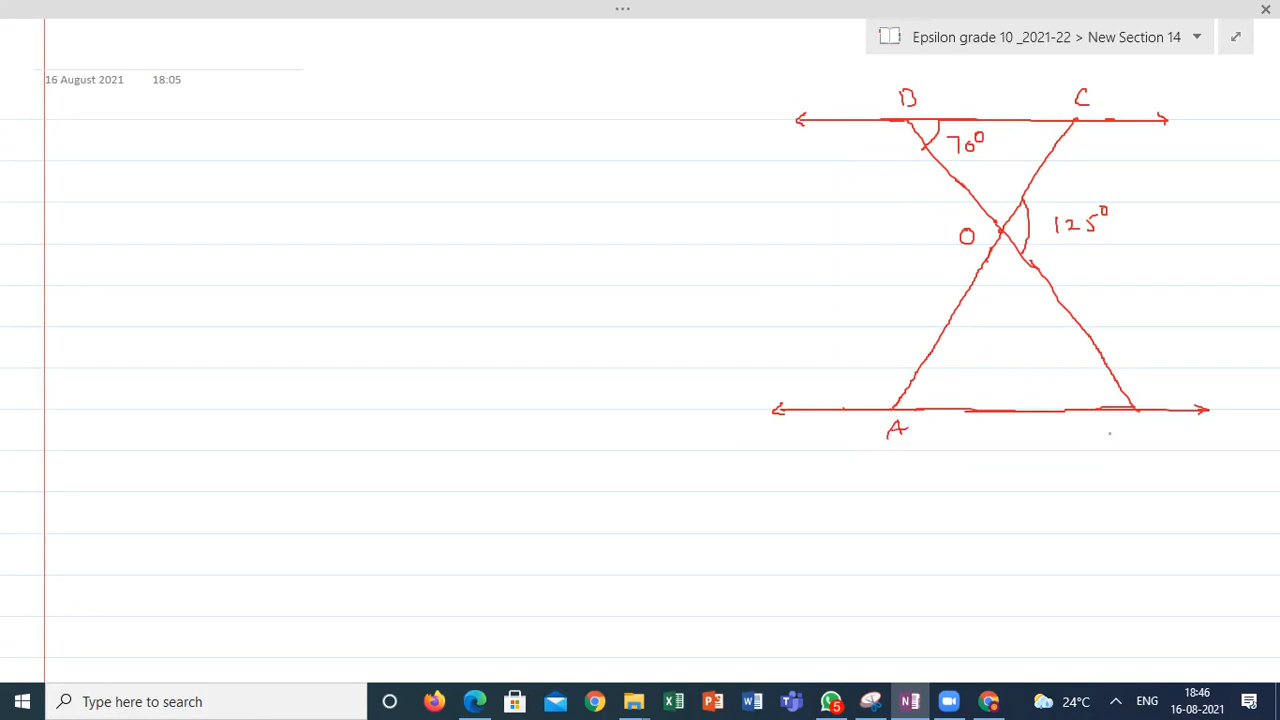 Epsilon grade 10 _2021-22 > New Section 14
16 August 2021 18:05
B C
70°
O 125°
A
Type here to search
5
24°C ENG 18:46
16-08-2021